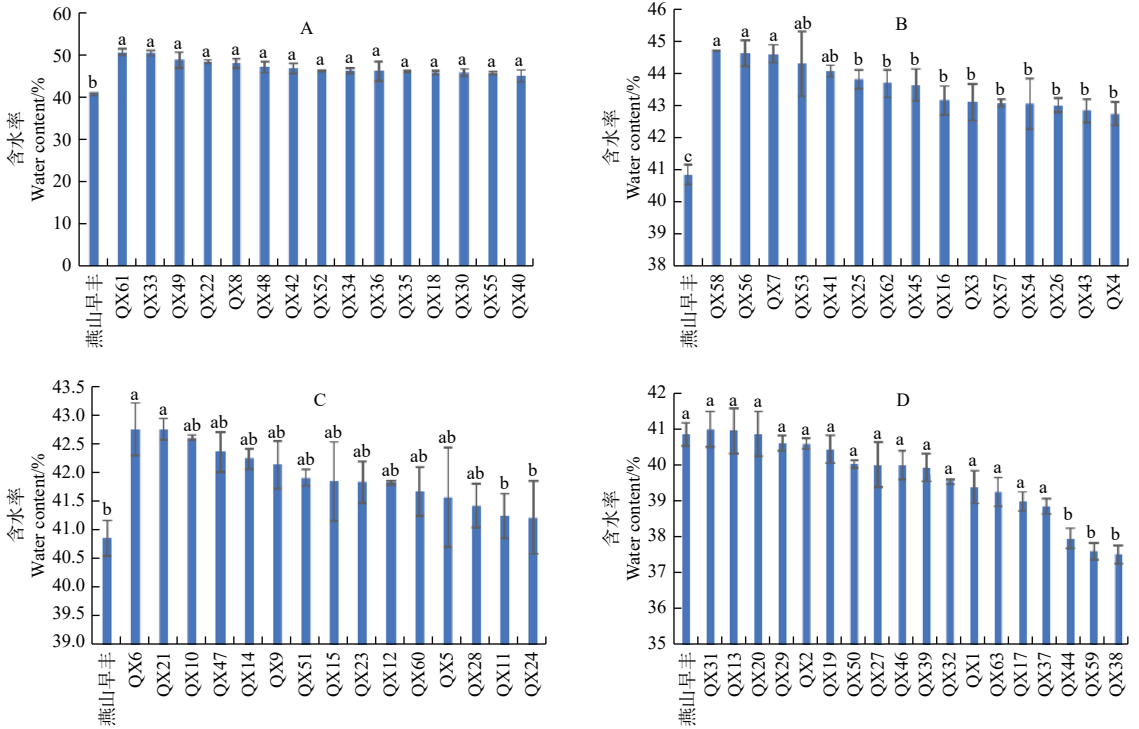 A
含水率
Water content/%
60
50
40
30
20
10
0
b a a a a a a a a a a a a a a a
燕山早丰 QX61 QX33 QX49 QX22 QX8 QX48 QX42 QX52 QX34 QX36 QX35 QX18 QX30 QX55 QX40
B
含水率
Water content/%
46
45
44
43
42
41
40
39
38
c a a a ab ab b b b b b b b b b b
燕山早丰 QX58 QX56 QX7 QX53 QX41 QX25 QX62 QX45 QX16 QX3 QX57 QX54 QX26 QX43 QX4
C
含水率
Water content/%
43.5
43.0
42.5
42.0
41.5
41.0
40.5
40.0
39.5
39.0
b a a ab ab ab ab ab ab ab ab ab ab ab b b
燕山早丰 QX6 QX21 QX10 QX47 QX14 QX9 QX51 QX15 QX23 QX12 QX60 QX5 QX28 QX11 QX24
D
含水率
Water content/%
42
41
40
39
38
37
36
35
a a a a a a a a a a a a a a a a b b b
燕山早丰 QX31 QX13 QX20 QX29 QX2 QX19 QX50 QX27 QX46 QX39 QX32 QX1 QX63 QX17 QX37 QX44 QX59 QX38